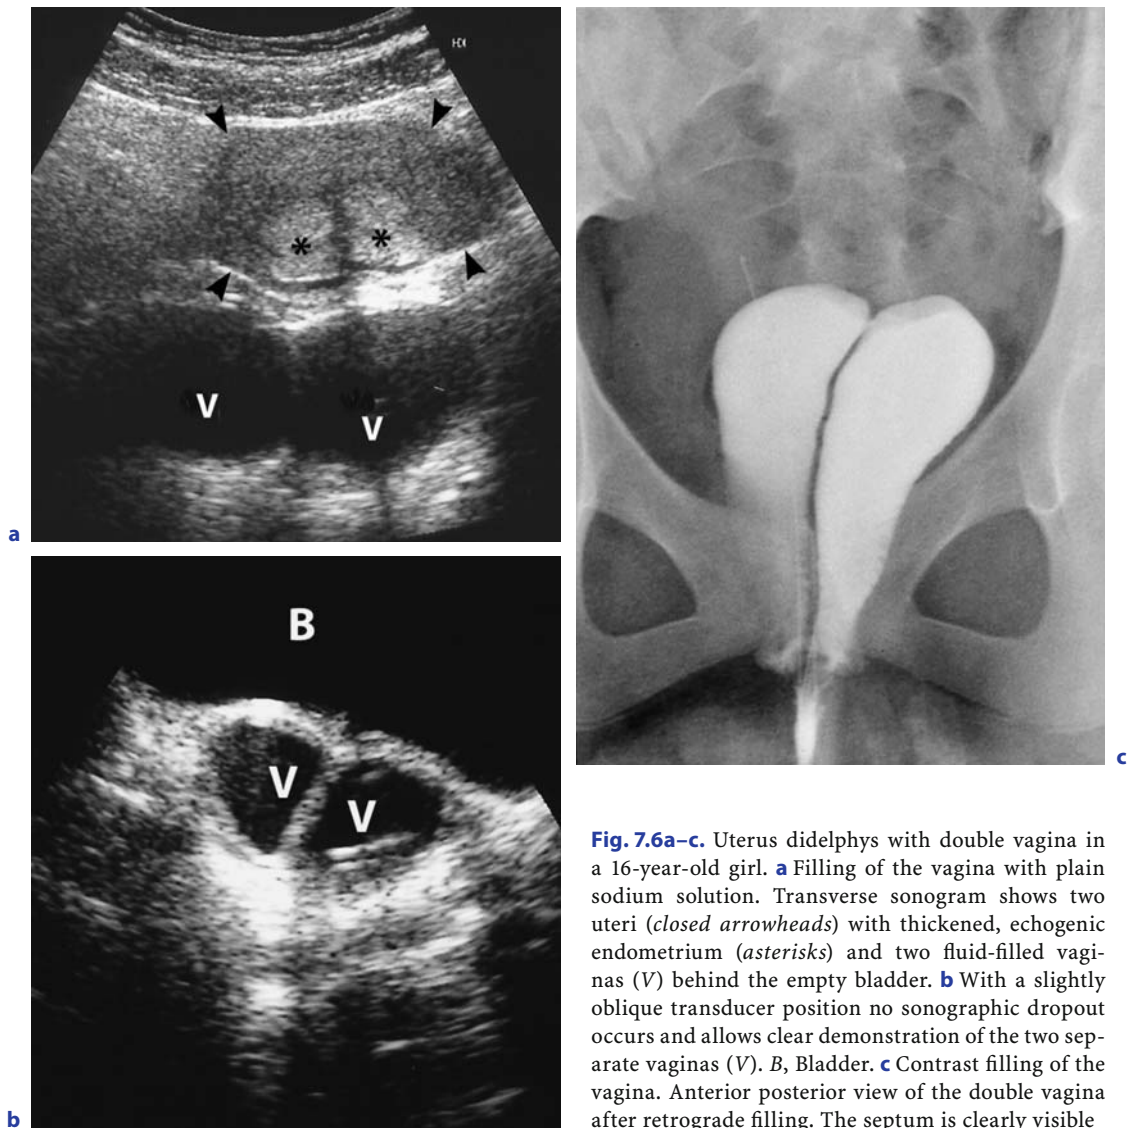 V
V
a
B
V
V
b
c
Fig. 7.6a–c. Uterus didelphys with double vagina in
a 16-year-old girl. a Filling of the vagina with plain
sodium solution. Transverse sonogram shows two
uteri (closed arrowheads) with thickened, echogenic
endometrium (asterisks) and two fluid-filled vagi-
nas (V) behind the empty bladder. b With a slightly
oblique transducer position no sonographic dropout
occurs and allows clear demonstration of the two sep-
arate vaginas (V). B, Bladder. c Contrast filling of the
vagina. Anterior posterior view of the double vagina
after retrograde filling. The septum is clearly visible